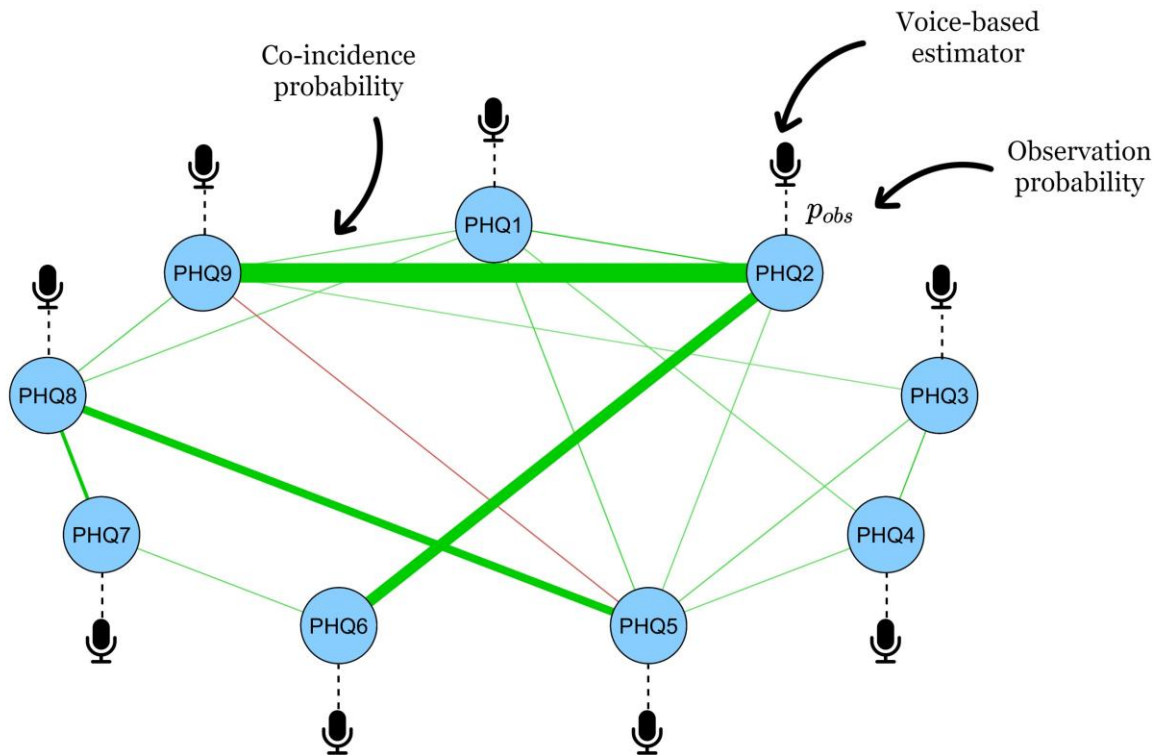 Voice-based
estimator
Co-incidence
probability
Observation
probability
p_obs
PHQ1
PHQ9
PHQ2
PHQ8
PHQ3
PHQ7
PHQ4
PHQ6
PHQ5